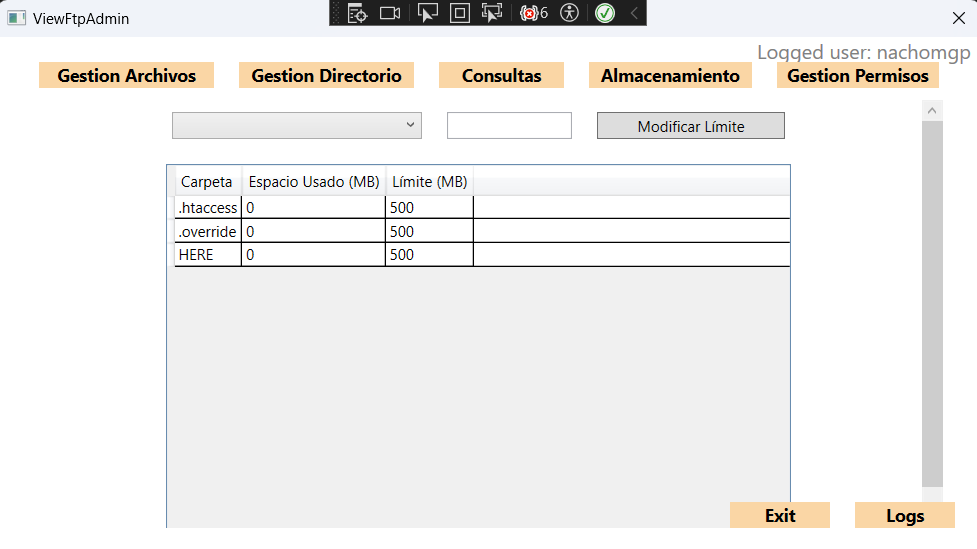 ViewFtpAdmin
6
Logged user: nachomgp
Gestion Archivos
Gestion Directorio
Consultas
Almacenamiento
Gestion Permisos
Modificar Límite
Carpeta Espacio Usado (MB) Límite (MB)
.htaccess 0 500
.override 0 500
HERE 0 500
Exit
Logs